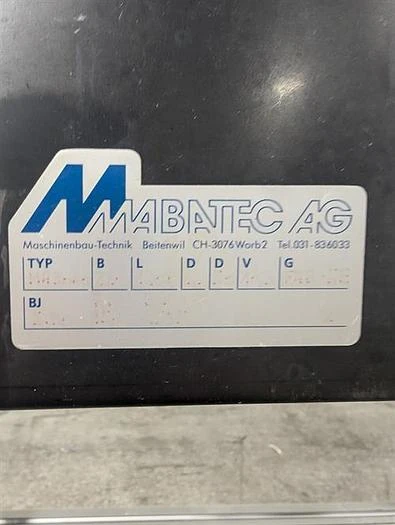 MABATEC AG
Maschinenbau-Technik Beitenwil CH-3076 Worb 2 Tel. 031-836033
TYP B L D D V G
BJ